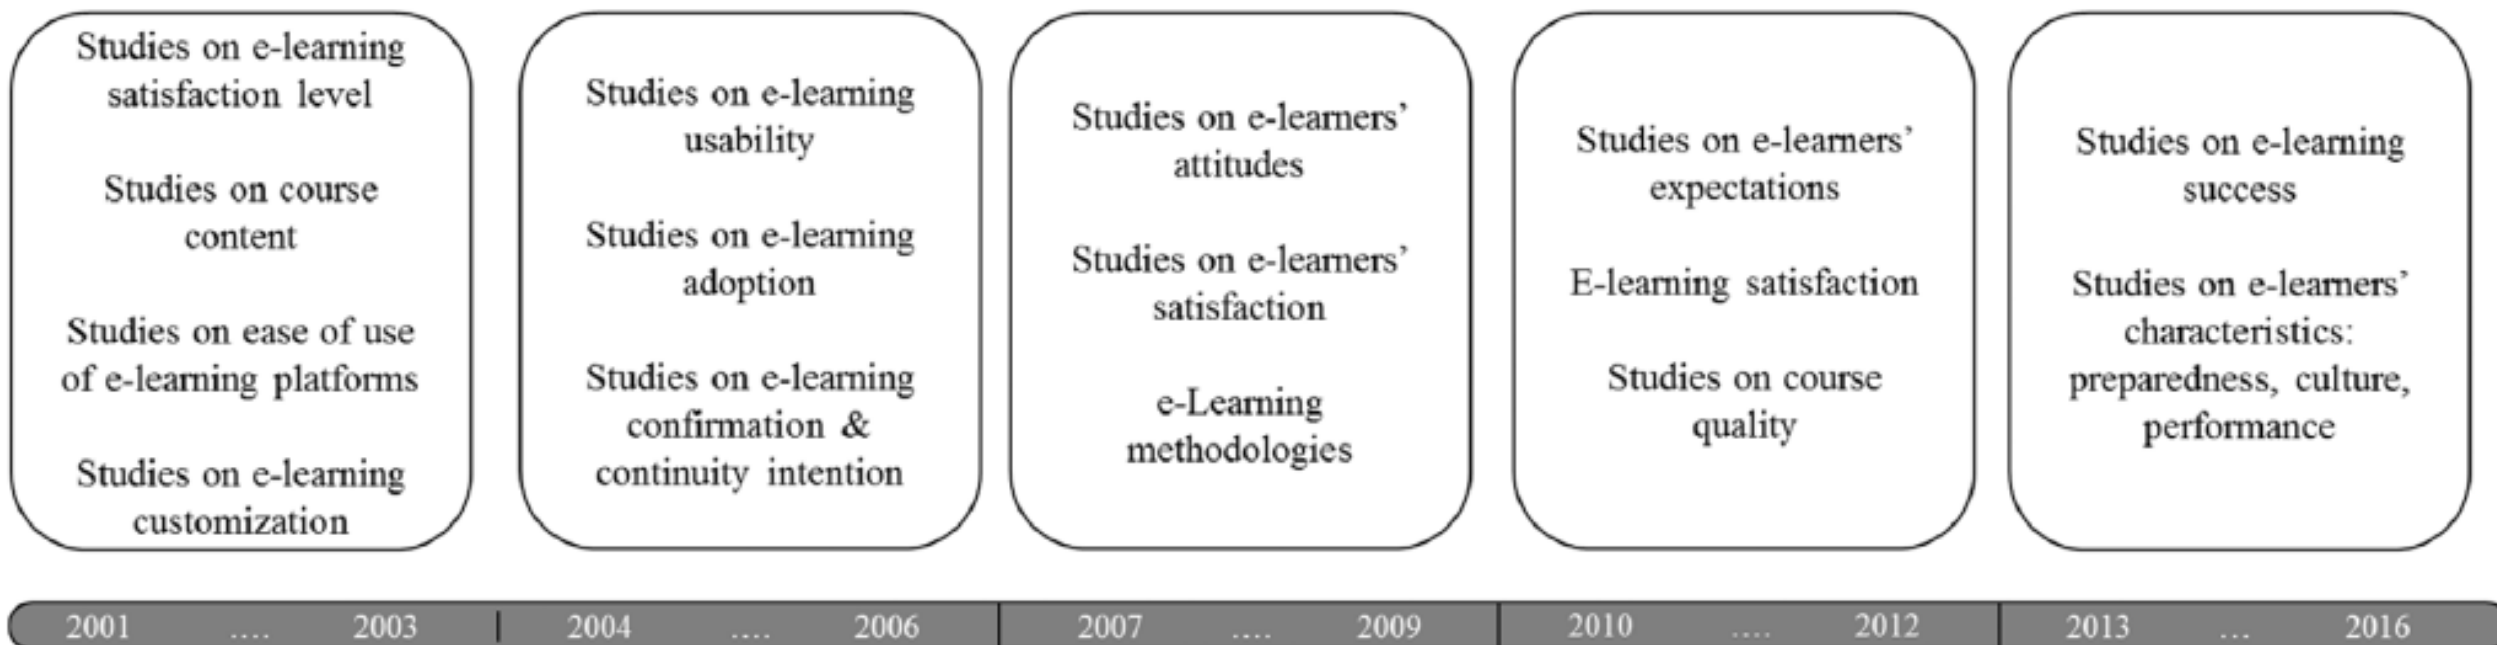 Studies on e-learning
satisfaction level
Studies on course
content
Studies on ease of use
of e-learning platforms
Studies on e-learning
customization
Studies on e-learning
usability
Studies on e-learning
adoption
Studies on e-learning
confirmation &
continuity intention
Studies on e-learners’
attitudes
Studies on e-learners’
satisfaction
e-Learning
methodologies
Studies on e-learners’
expectations
E-learning satisfaction
Studies on course
quality
Studies on e-learning
success
Studies on e-learners’
characteristics:
preparedness, culture,
performance
2001 .... 2003 | 2004 .... 2006 2007 .... 2009 2010 .... 2012 2013 ... 2016